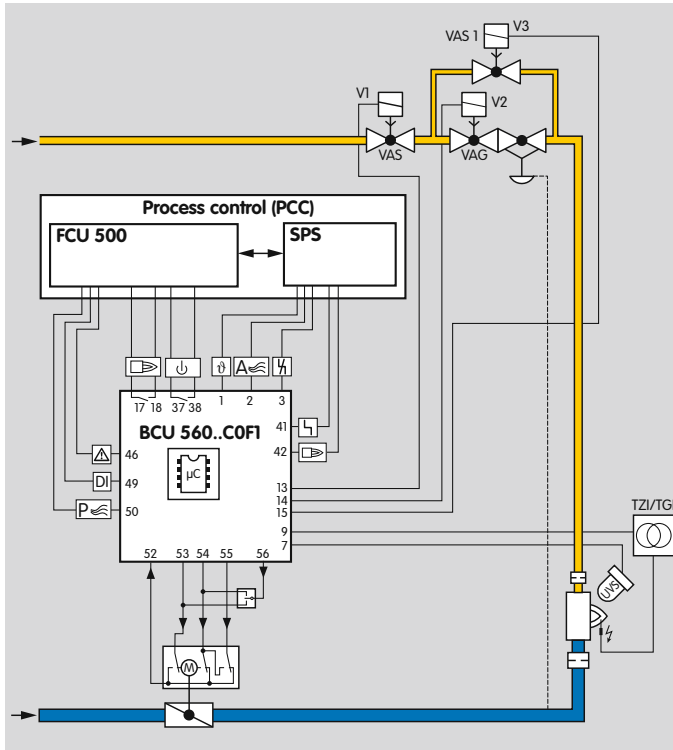 VAS 1
V3
V1
V2
VAS
VAG
Process control (PCC)
FCU 500
SPS
ϑ
A
17 18 37 38 1 2 3
BCU 560..C0F1
41
46
42
µC
DI
49
13
P
50
14
15
TZI/TGI
9
7
52 53 54 55 56
UVS
M